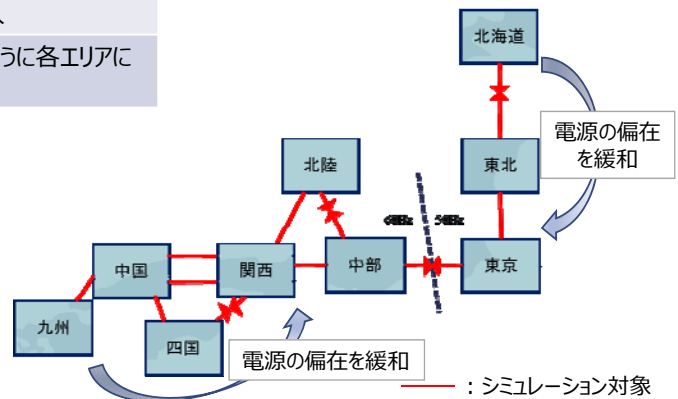 うに各エリアに
北海道
電源の偏在
を緩和
東北
北陸
60Hz 50Hz
中国
関西
中部
東京
九州
四国
電源の偏在を緩和
：シミュレーション対象